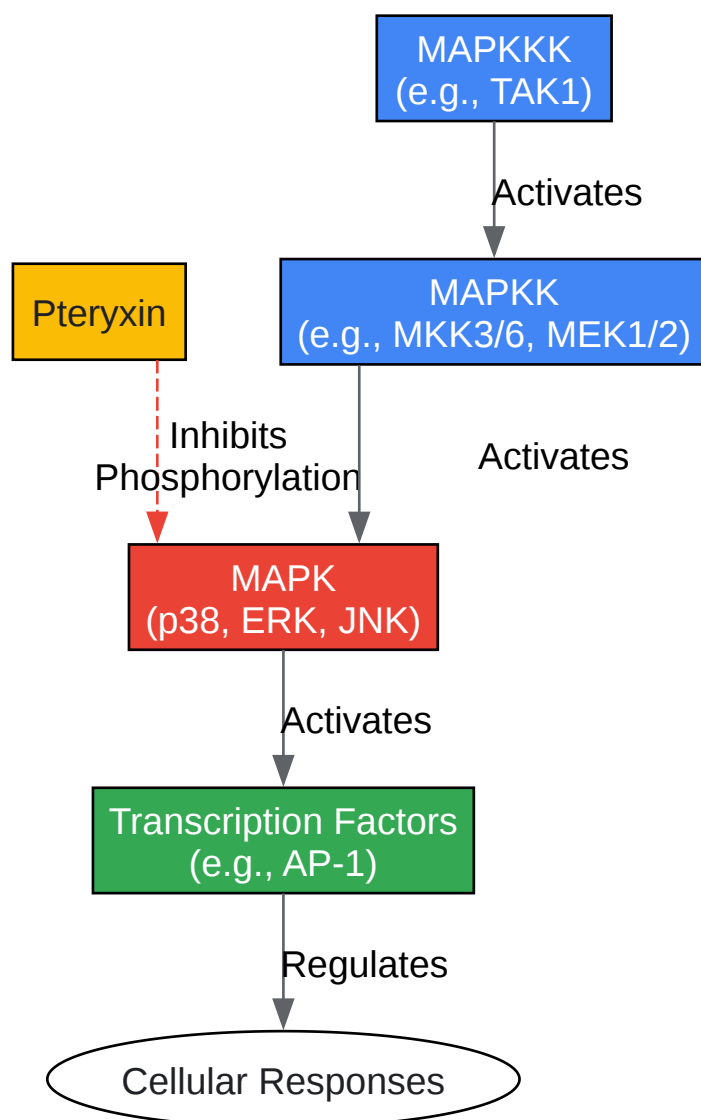 MAPKKK
(e.g., TAK1)
Activates
Pteryxin
MAPKK
(e.g., MKK3/6, MEK1/2)
Inhibits
Phosphorylation
Activates
MAPK
(p38, ERK, JNK)
Activates
Transcription Factors
(e.g., AP-1)
Regulates
Cellular Responses